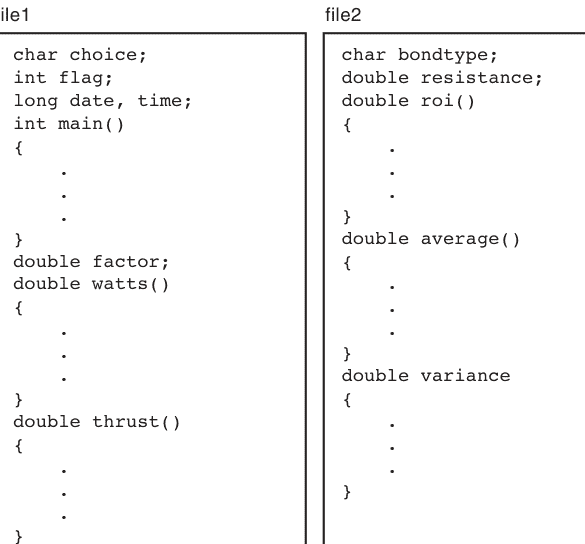 ile1
char choice;
int flag;
long date, time;
int main()
{
.
.
.
}
double factor;
double watts()
{
.
.
.
}
double thrust()
{
.
.
.
}
file2
char bondtype;
double resistance;
double roi()
{
.
.
.
}
double average()
{
.
.
.
}
double variance
{
.
.
.
}